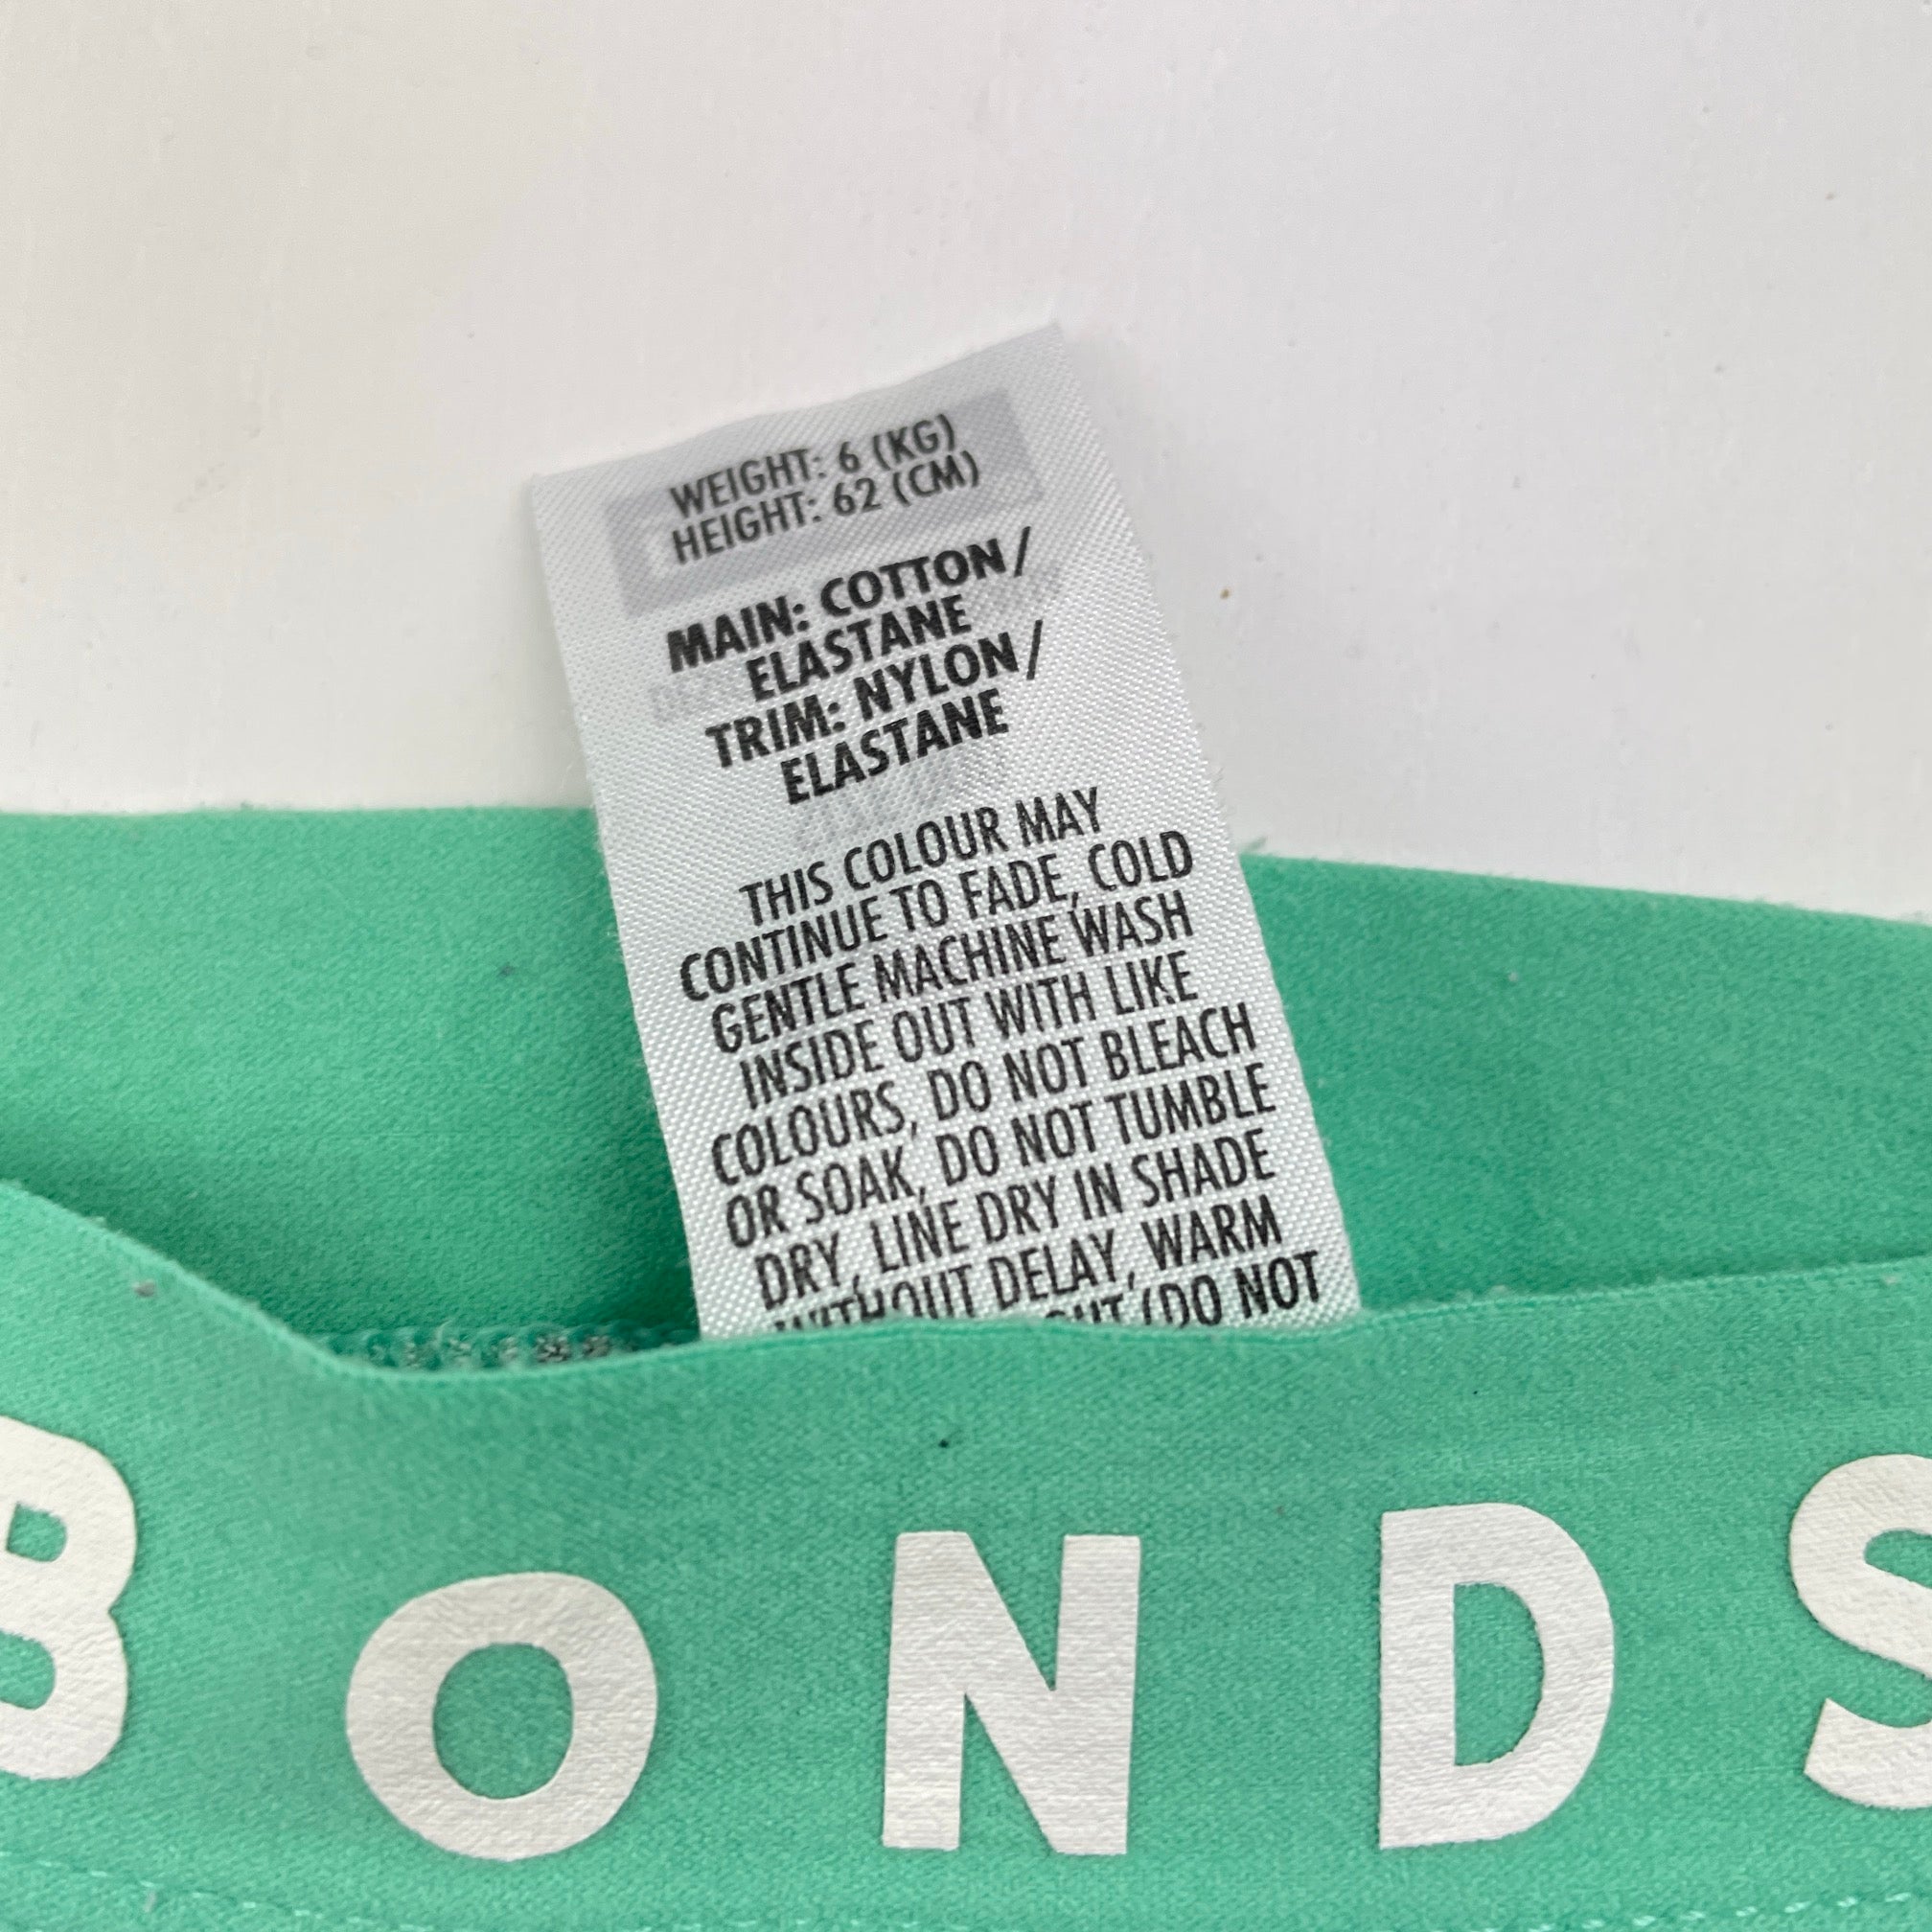 WEIGHT: 6 (KG)
HEIGHT: 62 (CM)
MAIN: COTTON/
ELASTANE
TRIM: NYLON/
ELASTANE
THIS COLOUR MAY
CONTINUE TO FADE, COLD
GENTLE MACHINE WASH
INSIDE OUT WITH LIKE
COLOURS, DO NOT BLEACH
OR SOAK, DO NOT TUMBLE
DRY, LINE DRY IN SHADE
WITHOUT DELAY, WARM
(DO NOT
BONDS